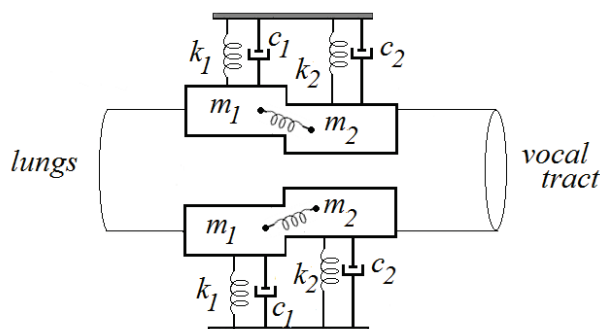 k₁ c₁ k₂ c₂
m₁ m₂
lungs
vocal
tract
m₁ m₂
k₁ c₁ k₂ c₂